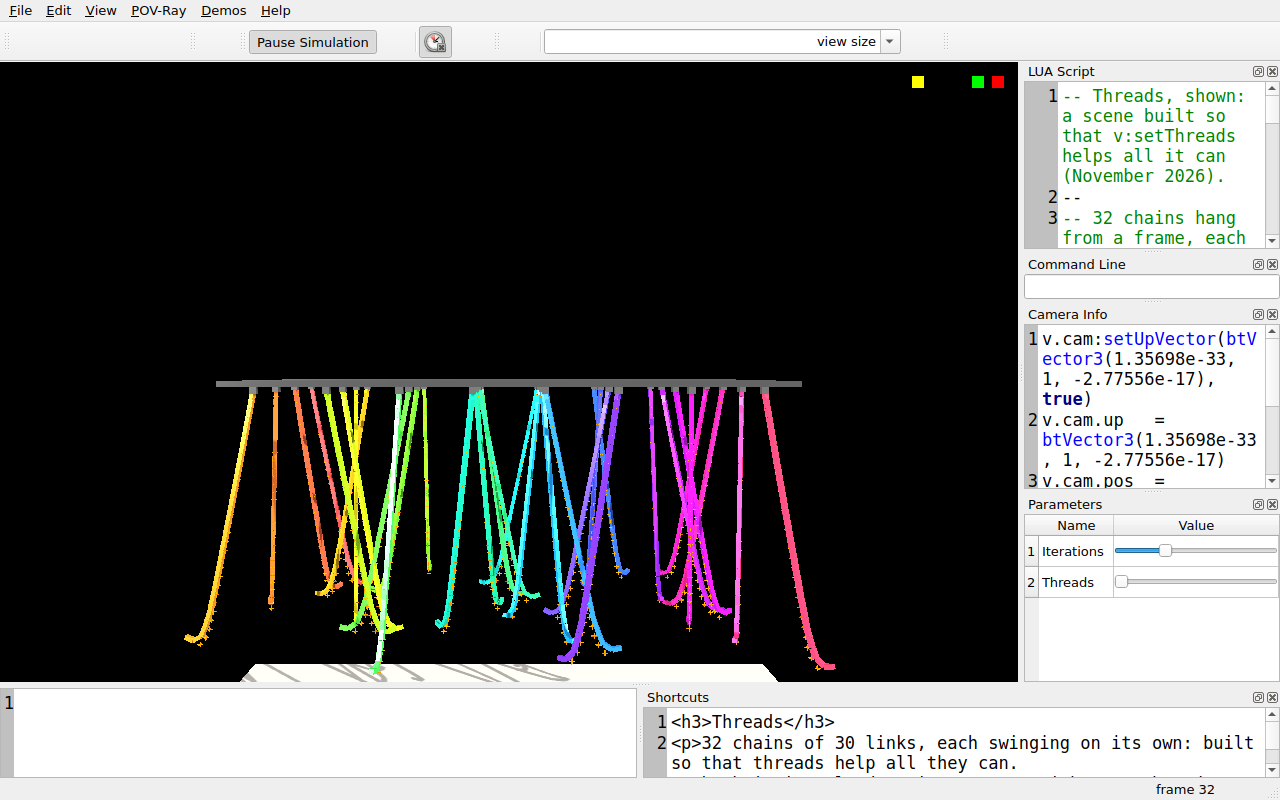 File Edit View POV-Ray Demos Help
Pause Simulation
view size
LUA Script
1 -- Threads, shown:
a scene built so
that v:setThreads
helps all it can
(November 2026).
2 --
3 -- 32 chains hang
from a frame, each
Command Line
Camera Info
1 v.cam:setUpVector(btV
ector3(1.35698e-33,
1, -2.77556e-17),
true)
2 v.cam.up   =
btVector3(1.35698e-33
, 1, -2.77556e-17)
3 v.cam.pos  =
Parameters
Name Value
1 Iterations
2 Threads
1
Shortcuts
1 <h3>Threads</h3>
2 <p>32 chains of 30 links, each swinging on its own: built
so that threads help all they can.
frame 32